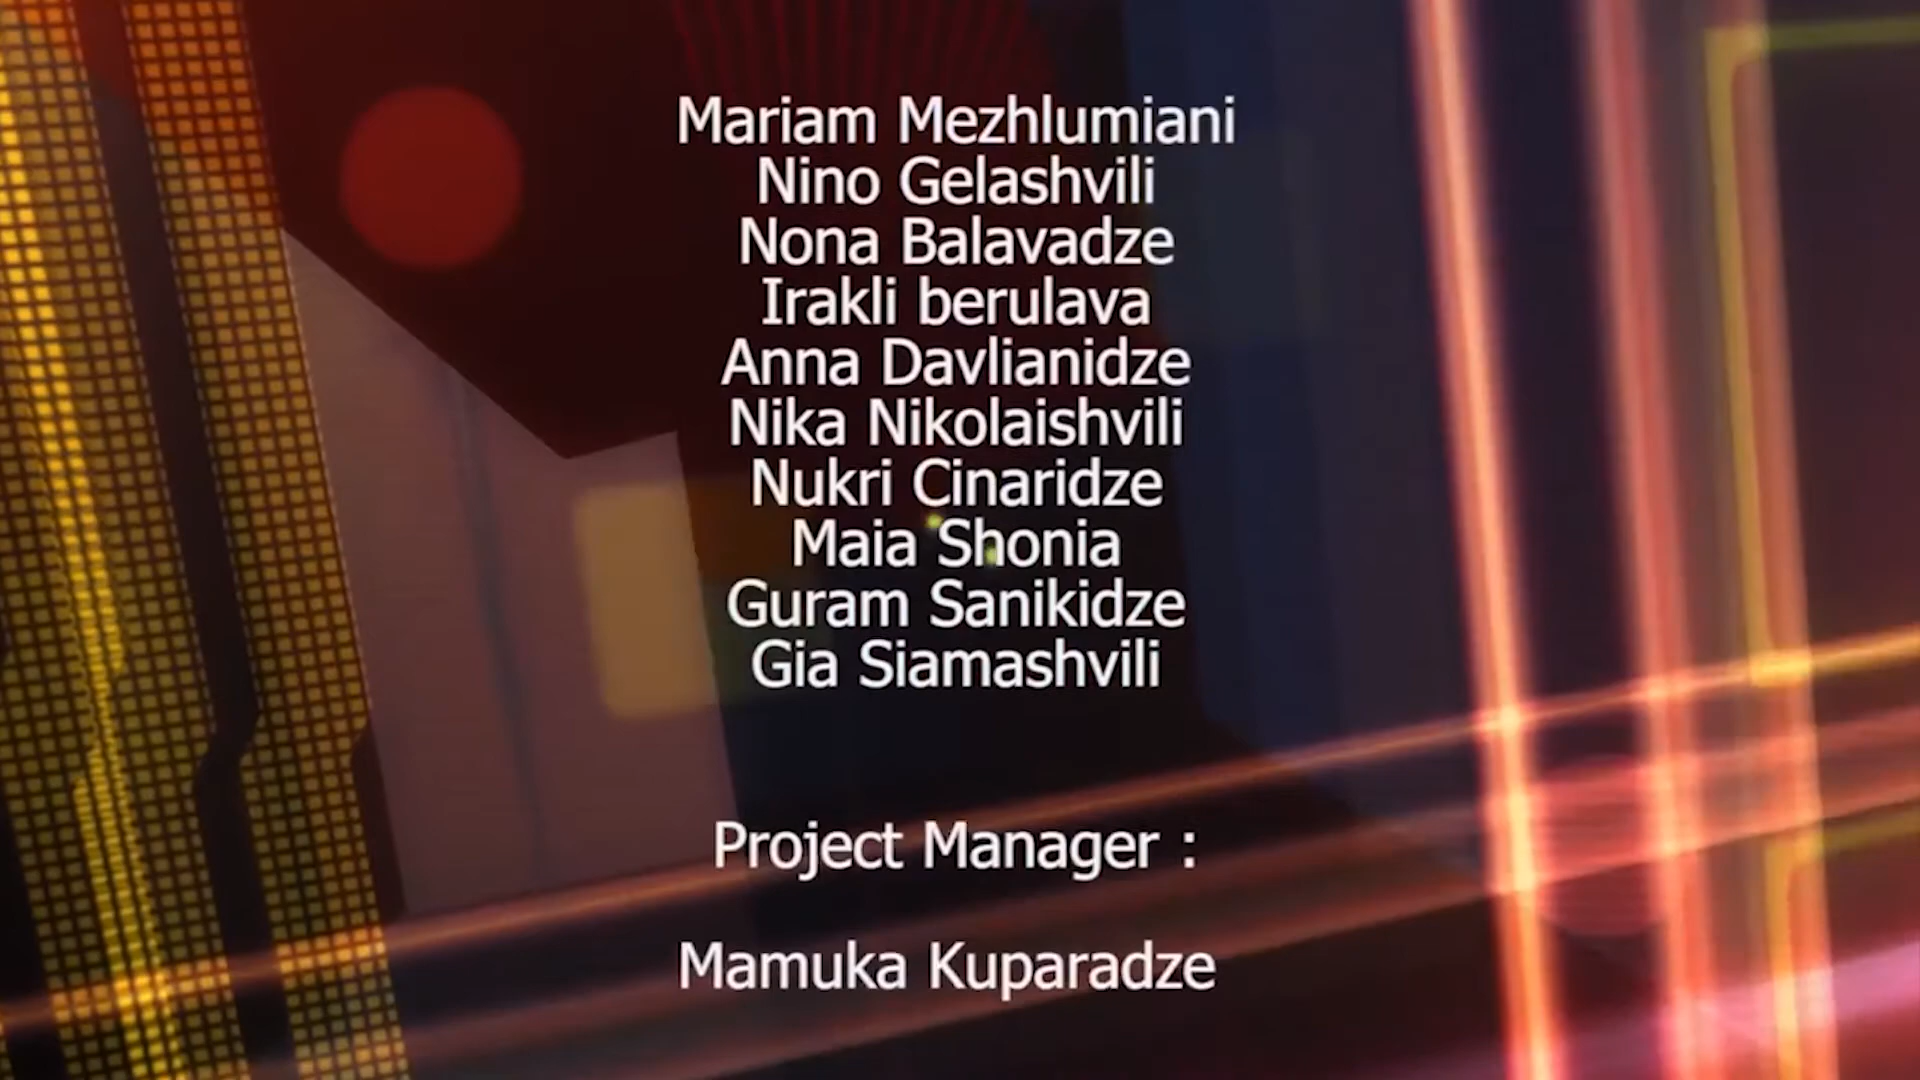 Mariam Mezhlumiani
Nino Gelashvili
Nona Balavadze
Irakli berulava
Anna Davlianidze
Nika Nikolaishvili
Nukri Cinaridze
Maia Shonia
Guram Sanikidze
Gia Siamashvili
Project Manager :
Mamuka Kuparadze